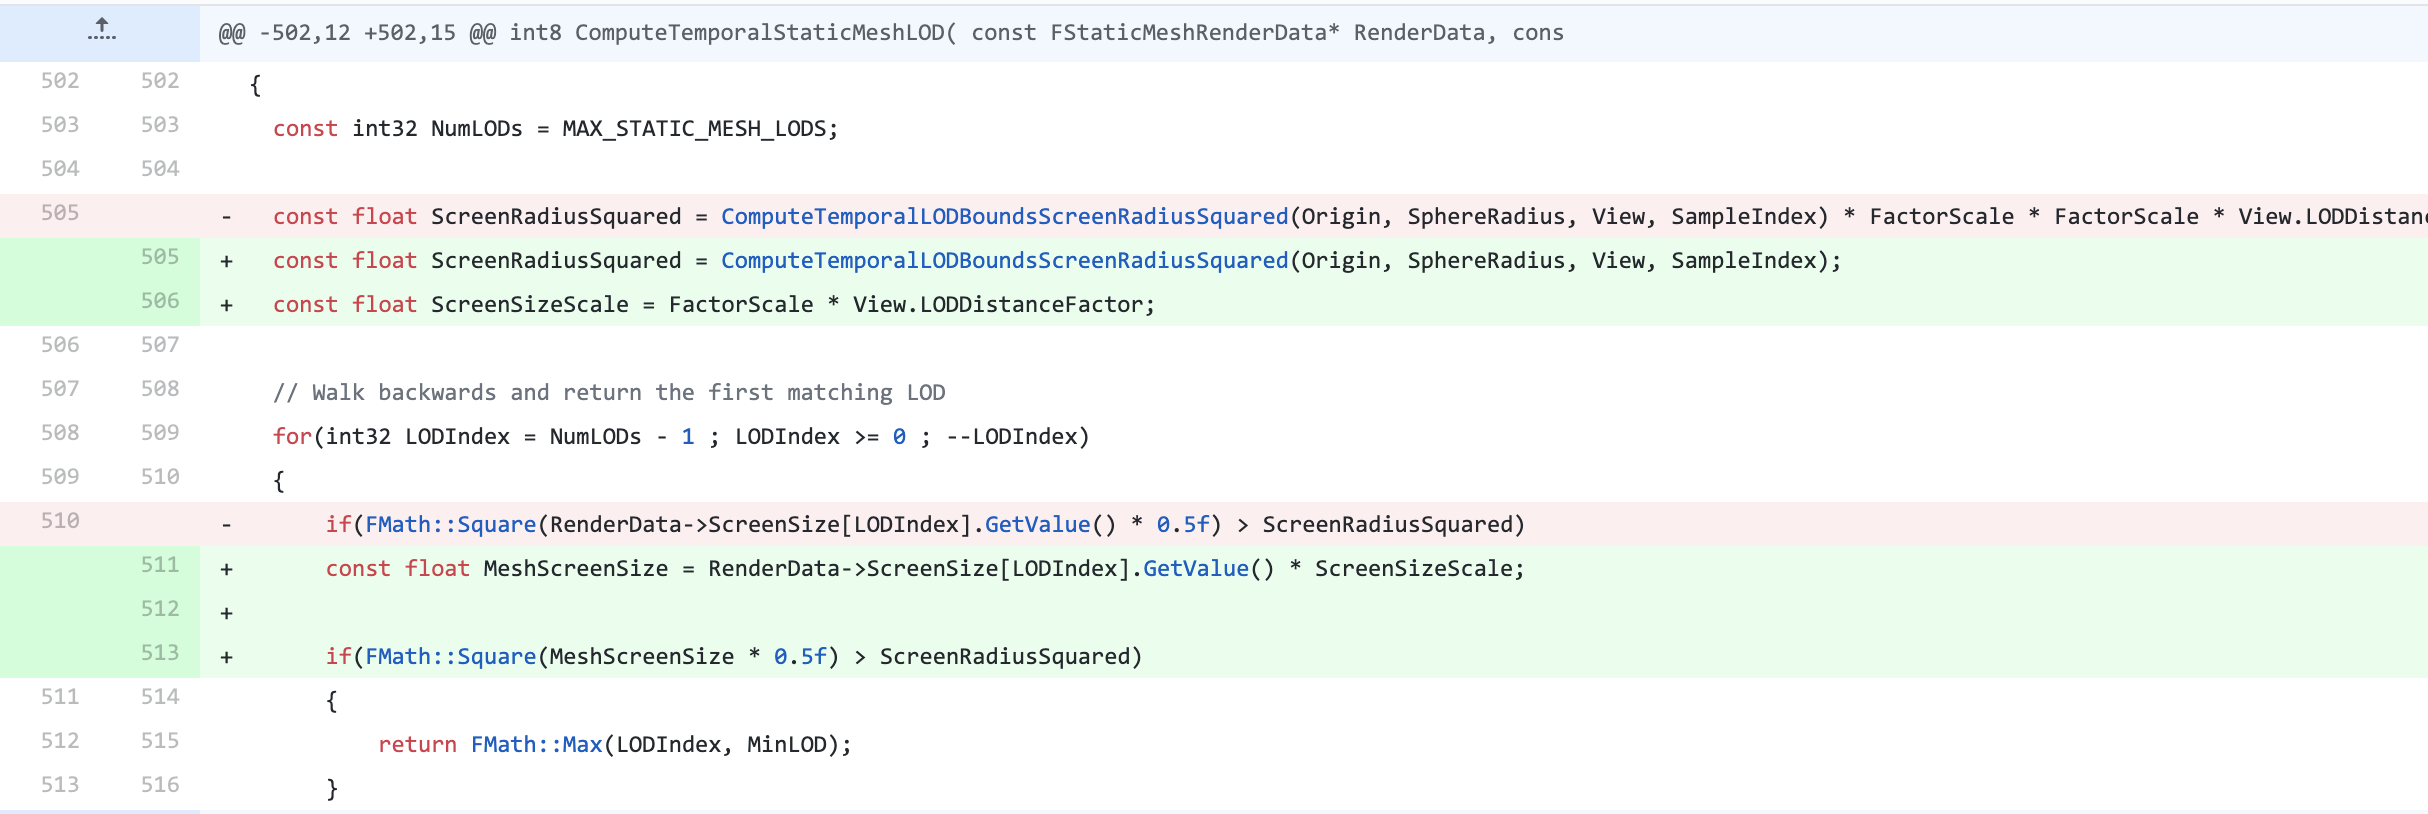 @@ -502,12 +502,15 @@ int8 ComputeTemporalStaticMeshLOD( const FStaticMeshRenderData* RenderData, cons
502 502 {
503 503 const int32 NumLODs = MAX_STATIC_MESH_LODS;
504 504
505 - const float ScreenRadiusSquared = ComputeTemporalLODBoundsScreenRadiusSquared(Origin, SphereRadius, View, SampleIndex) * FactorScale * FactorScale * View.LODDistanc
505 + const float ScreenRadiusSquared = ComputeTemporalLODBoundsScreenRadiusSquared(Origin, SphereRadius, View, SampleIndex);
506 + const float ScreenSizeScale = FactorScale * View.LODDistanceFactor;
506 507
507 508 // Walk backwards and return the first matching LOD
508 509 for(int32 LODIndex = NumLODs - 1 ; LODIndex >= 0 ; --LODIndex)
509 510 {
510 - if(FMath::Square(RenderData->ScreenSize[LODIndex].GetValue() * 0.5f) > ScreenRadiusSquared)
511 + const float MeshScreenSize = RenderData->ScreenSize[LODIndex].GetValue() * ScreenSizeScale;
512 +
513 + if(FMath::Square(MeshScreenSize * 0.5f) > ScreenRadiusSquared)
511 514 {
512 515 return FMath::Max(LODIndex, MinLOD);
513 516 }